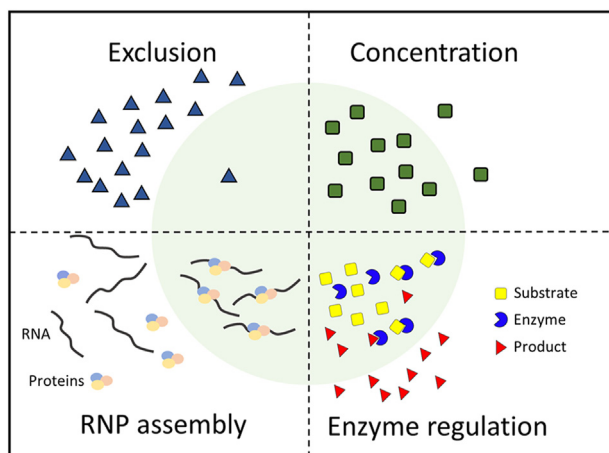 Exclusion
Concentration
RNA
Proteins
RNP assembly
Substrate
Enzyme
Product
Enzyme regulation